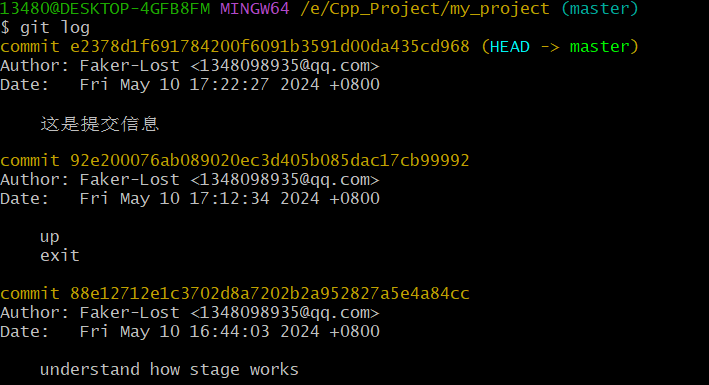 13480@DESKTOP-4GFB8FM MINGW64 /e/Cpp_Project/my_project (master)
$ git log
commit e2378d1f691784200f6091b3591d00da435cd968 (HEAD -> master)
Author: Faker-Lost <1348098935@qq.com>
Date:   Fri May 10 17:22:27 2024 +0800
这是提交信息
commit 92e200076ab089020ec3d405b085dac17cb99992
Author: Faker-Lost <1348098935@qq.com>
Date:   Fri May 10 17:12:34 2024 +0800
up
exit
commit 88e12712e1c3702d8a7202b2a952827a5e4a84cc
Author: Faker-Lost <1348098935@qq.com>
Date:   Fri May 10 16:44:03 2024 +0800
understand how stage works